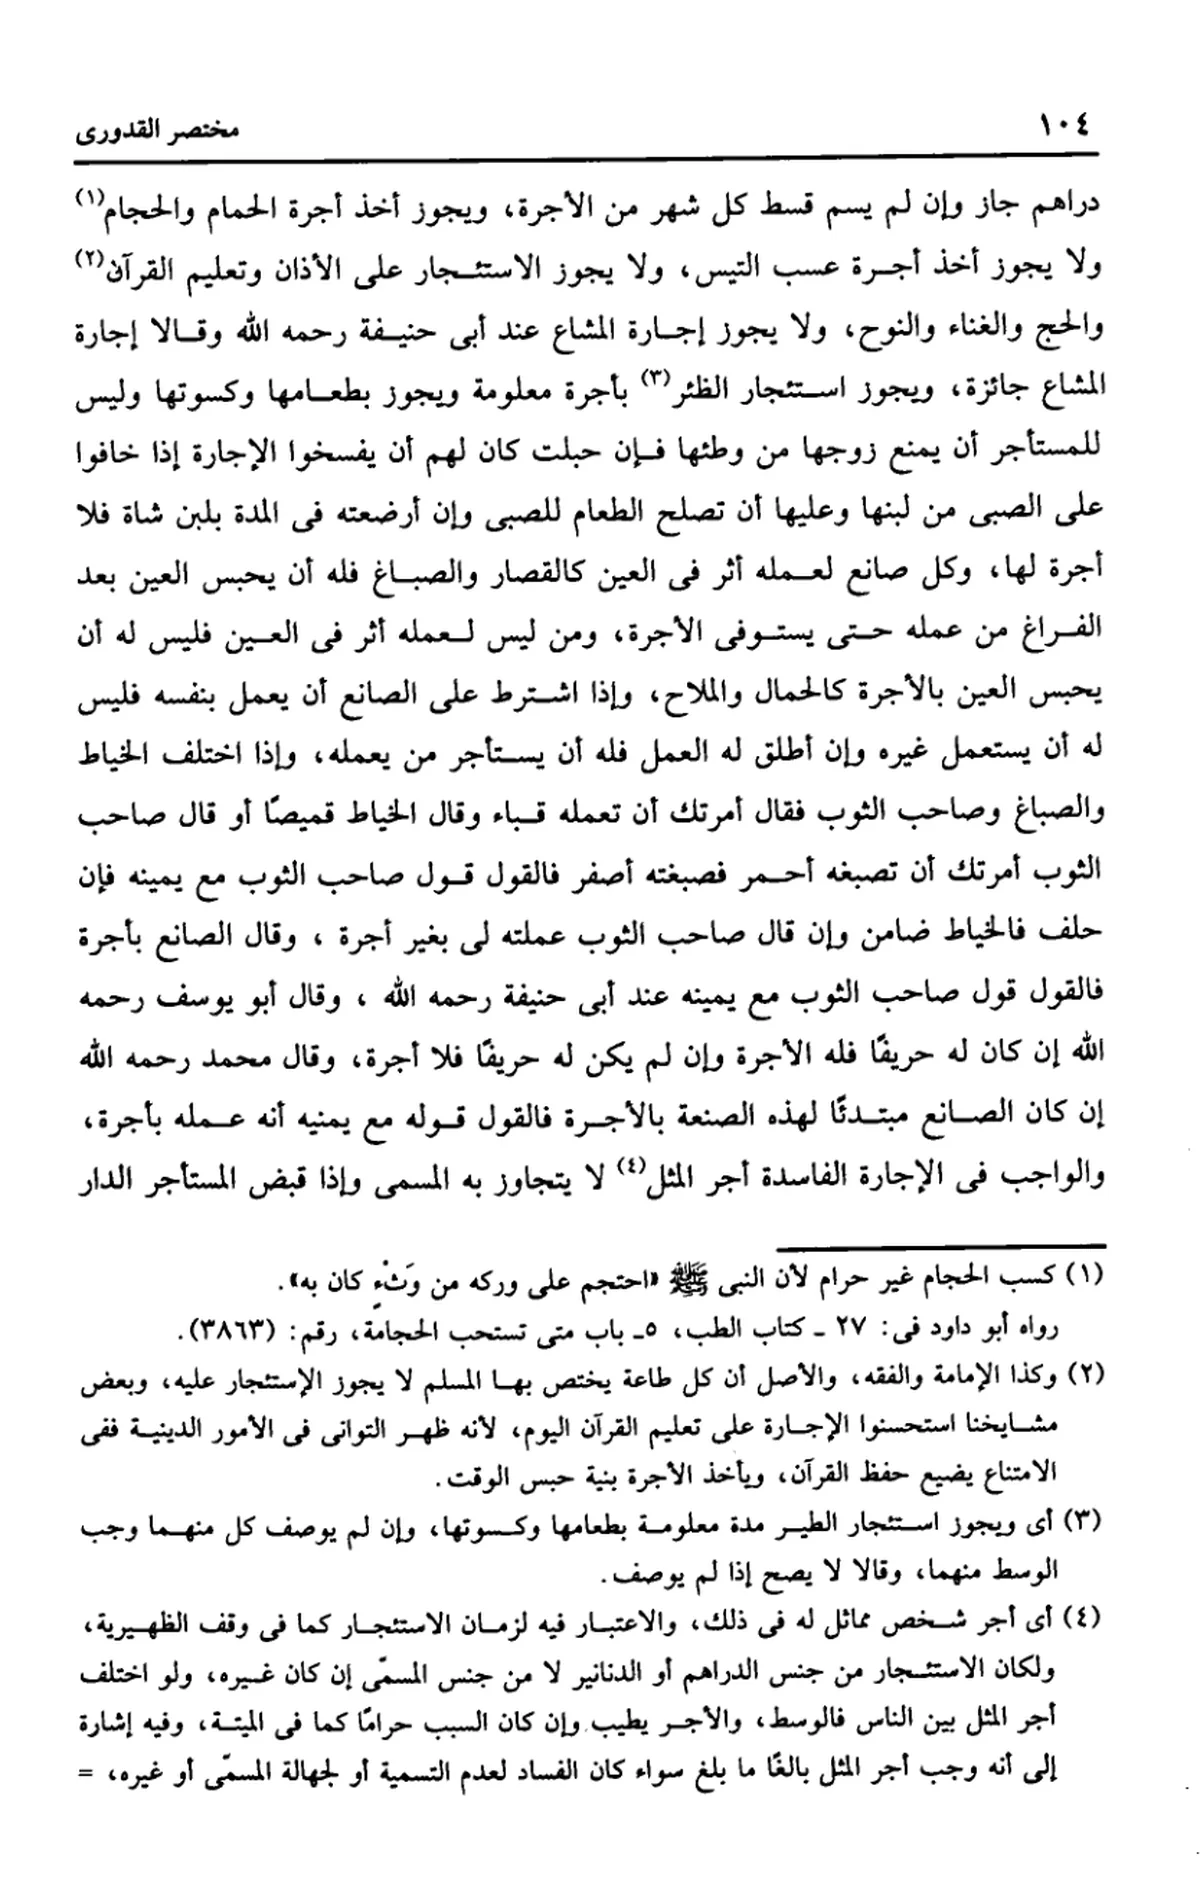 ١٠٤ مختصر القدورى
دراهم جاز وإن لم يسم قسط كل شهر من الأجرة، ويجوز أخذ أجرة الحمام والحجام(١)
ولا يجوز أخذ أجرة عسب التيس، ولا يجوز الاستئجار على الأذان وتعليم القرآن(٢)
والحج والغناء والنوح، ولا يجوز إجارة المشاع عند أبى حنيفة رحمه الله وقالا إجارة
المشاع جائزة، ويجوز استئجار الظئر(٣) بأجرة معلومة ويجوز بطعامها وكسوتها وليس
للمستأجر أن يمنع زوجها من وطئها فإن حبلت كان لهم أن يفسخوا الإجارة إذا خافوا
على الصبى من لبنها وعليها أن تصلح الطعام للصبى وإن أرضعته فى المدة بلبن شاة فلا
أجرة لها، وكل صانع لعمله أثر فى العين كالقصار والصباغ فله أن يحبس العين بعد
الفراغ من عمله حتى يستوفى الأجرة، ومن ليس لعمله أثر فى العين فليس له أن
يحبس العين بالأجرة كالحمال والملاح، وإذا اشترط على الصانع أن يعمل بنفسه فليس
له أن يستعمل غيره وإن أطلق له العمل فله أن يستأجر من يعمله، وإذا اختلف الخياط
والصباغ وصاحب الثوب فقال أمرتك أن تعمله قباء وقال الخياط قميصًا أو قال صاحب
الثوب أمرتك أن تصبغه أحمر فصبغته أصفر فالقول قول صاحب الثوب مع يمينه فإن
حلف فالخياط ضامن وإن قال صاحب الثوب عملته لى بغير أجرة ، وقال الصانع بأجرة
فالقول قول صاحب الثوب مع يمينه عند أبى حنيفة رحمه الله ، وقال أبو يوسف رحمه
الله إن كان له حريفًا فله الأجرة وإن لم يكن له حريفًا فلا أجرة، وقال محمد رحمه الله
إن كان الصانع مبتدئًا لهذه الصنعة بالأجرة فالقول قوله مع يمنيه أنه عمله بأجرة،
والواجب فى الإجارة الفاسدة أجر المثل(٤) لا يتجاوز به المسمى وإذا قبض المستأجر الدار
(١) كسب الحجام غير حرام لأن النبى ﷺ «احتجم على وركه من وَثْءٍ كان به».
رواه أبو داود فى: ٢٧ ـ كتاب الطب، ٥ـ باب متى تستحب الحجامة، رقم: (٣٨٦٣).
(٢) وكذا الإمامة والفقه، والأصل أن كل طاعة يختص بها المسلم لا يجوز الإستئجار عليه، وبعض
مشايخنا استحسنوا الإجارة على تعليم القرآن اليوم، لأنه ظهر التوانى فى الأمور الدينية ففى
الامتناع يضيع حفظ القرآن، ويأخذ الأجرة بنية حبس الوقت.
(٣) أى ويجوز استئجار الطير مدة معلومة بطعامها وكسوتها، وإن لم يوصف كل منهما وجب
الوسط منهما، وقالا لا يصح إذا لم يوصف.
(٤) أى أجر شخص مماثل له فى ذلك، والاعتبار فيه لزمان الاستئجار كما فى وقف الظهيرية،
ولكان الاستئجار من جنس الدراهم أو الدنانير لا من جنس المسمّى إن كان غيره، ولو اختلف
أجر المثل بين الناس فالوسط، والأجر يطيب وإن كان السبب حرامًا كما فى الميتة، وفيه إشارة
إلى أنه وجب أجر المثل بالغًا ما بلغ سواء كان الفساد لعدم التسمية أو لجهالة المسمّى أو غيره، =